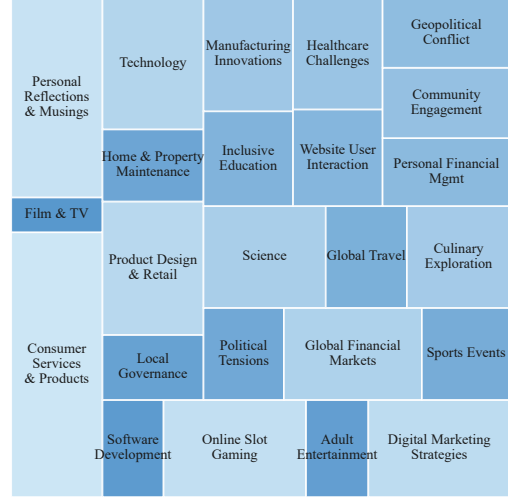 Personal
Reflections
& Musings
Film & TV
Consumer
Services
& Products
Technology
Home & Property
Maintenance
Product Design
& Retail
Local
Governance
Software
Development
Manufacturing
Innovations
Inclusive
Education
Healthcare
Challenges
Website User
Interaction
Geopolitical
Conflict
Community
Engagement
Personal Financial
Mgmt
Science
Global Travel
Culinary
Exploration
Political
Tensions
Global Financial
Markets
Sports Events
Online Slot
Gaming
Adult
Entertainment
Digital Marketing
Strategies